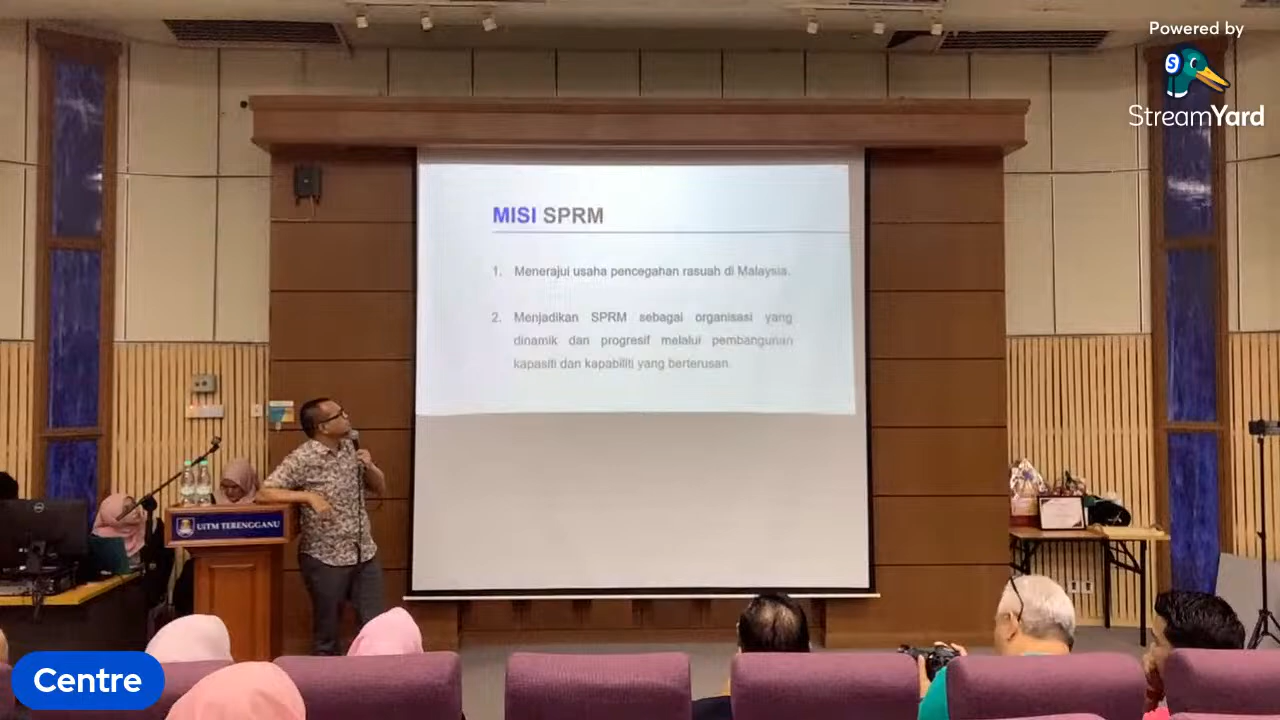 Powered by
S
StreamYard
MISI SPRM
1. Menerajui usaha pencegahan rasuah di Malaysia.
2. Menjadikan SPRM sebagai organisasi yang
dinamik dan progresif melalui pembangunan
kapasiti dan kapabiliti yang berterusan.
UiTM TERENGGANU
Centre